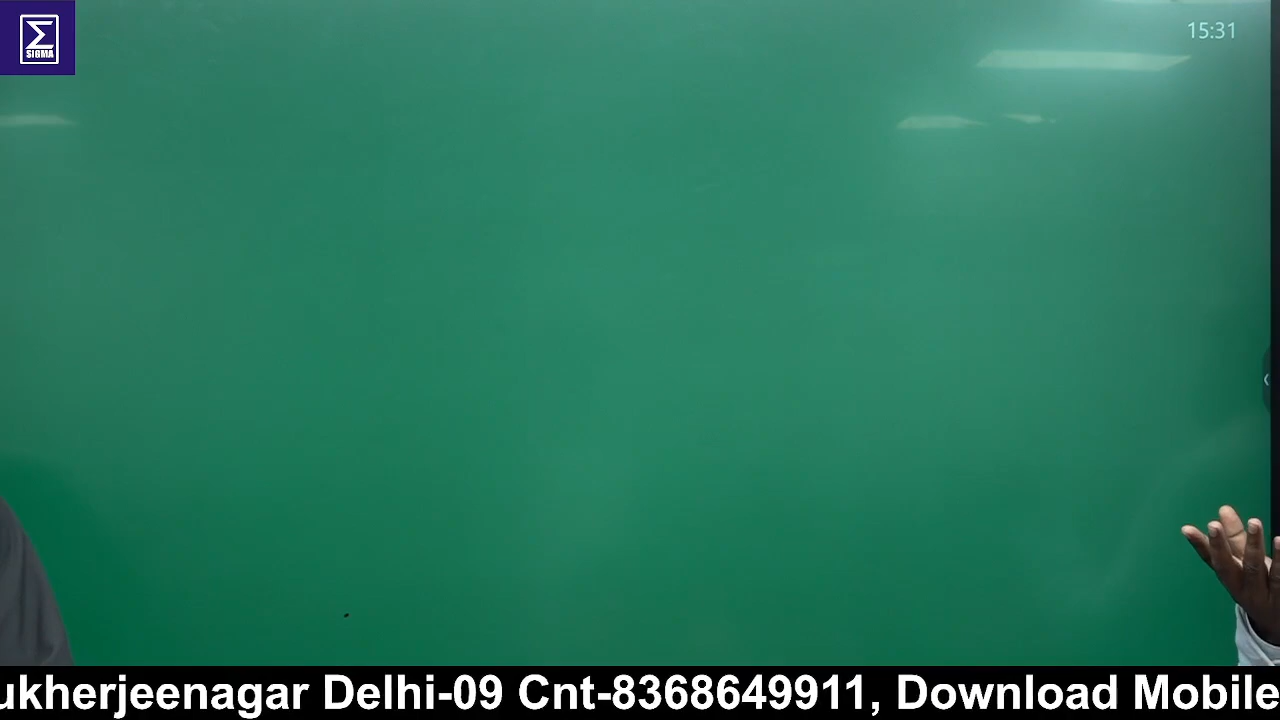 Σ
SIGMA
15:31
ukherjeenagar Delhi-09 Cnt-8368649911, Download Mobile